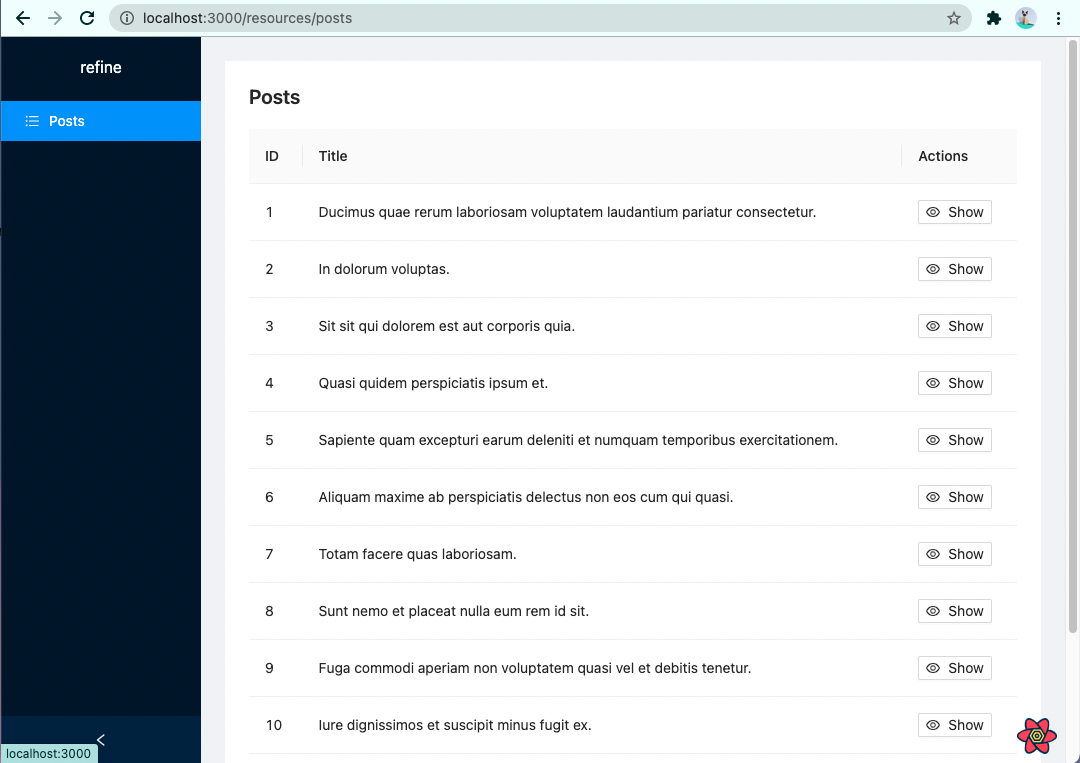 localhost:3000/resources/posts
refine
Posts
Posts
ID Title Actions
1 Ducimus quae rerum laboriosam voluptatem laudantium pariatur consectetur. Show
2 In dolorum voluptas. Show
3 Sit sit qui dolorem est aut corporis quia. Show
4 Quasi quidem perspiciatis ipsum et. Show
5 Sapiente quam excepturi earum deleniti et numquam temporibus exercitationem. Show
6 Aliquam maxime ab perspiciatis delectus non eos cum qui quasi. Show
7 Totam facere quas laboriosam. Show
8 Sunt nemo et placeat nulla eum rem id sit. Show
9 Fuga commodi aperiam non voluptatem quasi vel et debitis tenetur. Show
10 Iure dignissimos et suscipit minus fugit ex. Show
localhost:3000